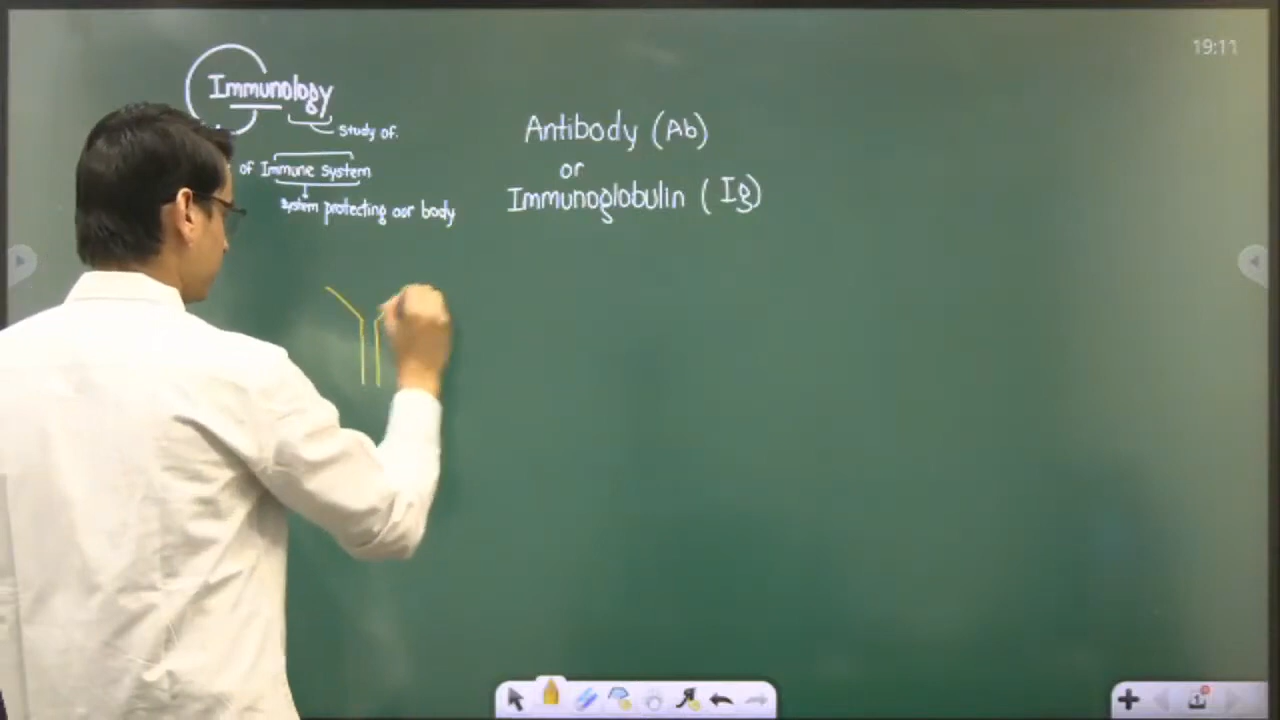 Immunology
study of.
of Immune system
system protecting our body
Antibody (Ab)
or
Immunoglobulin (Ig)
19:11